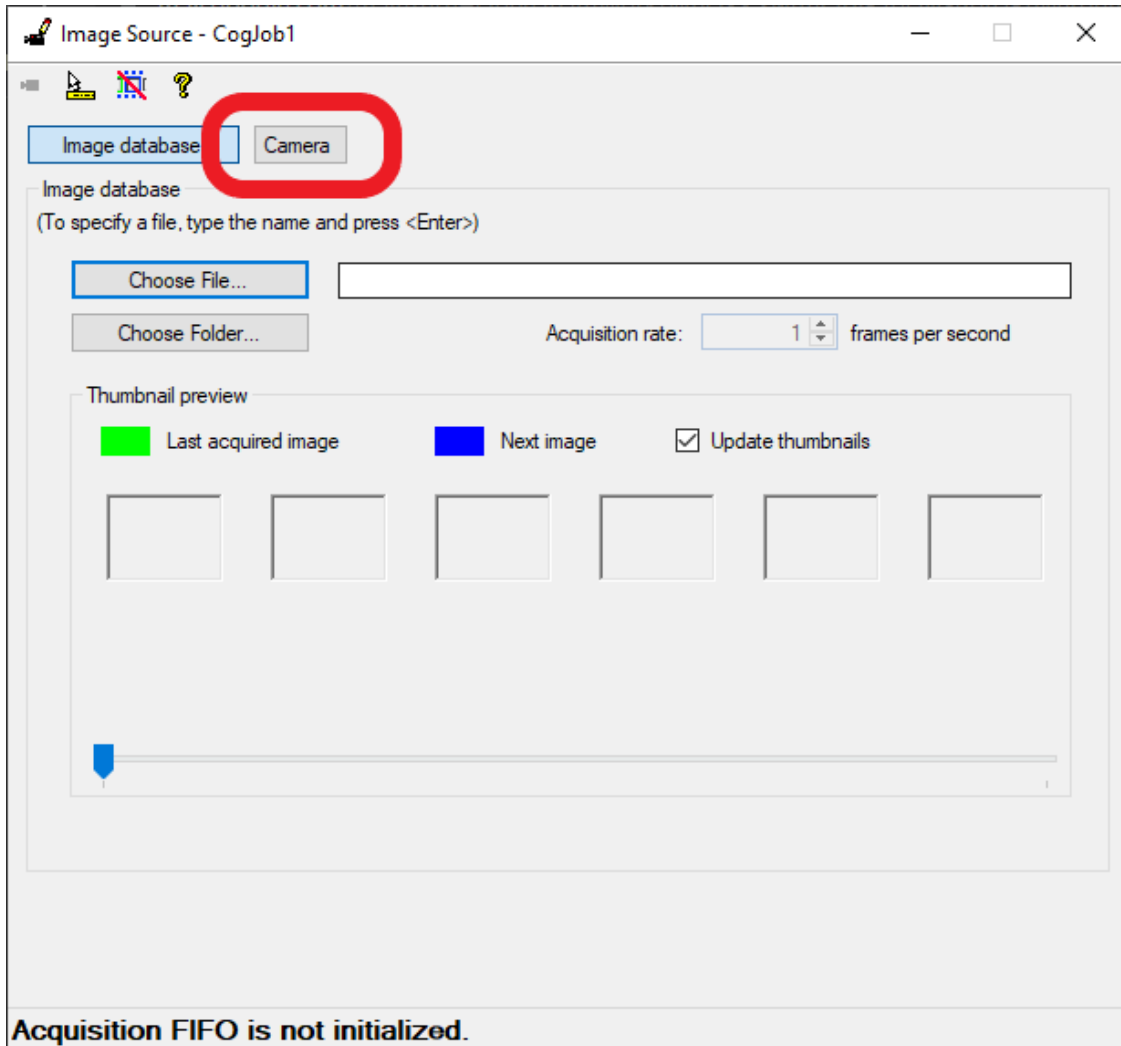 Image Source - CogJob1
Image database Camera
Image database
(To specify a file, type the name and press <Enter>)
Choose File...
Choose Folder... Acquisition rate: 1 frames per second
Thumbnail preview
Last acquired image Next image Update thumbnails
Acquisition FIFO is not initialized.